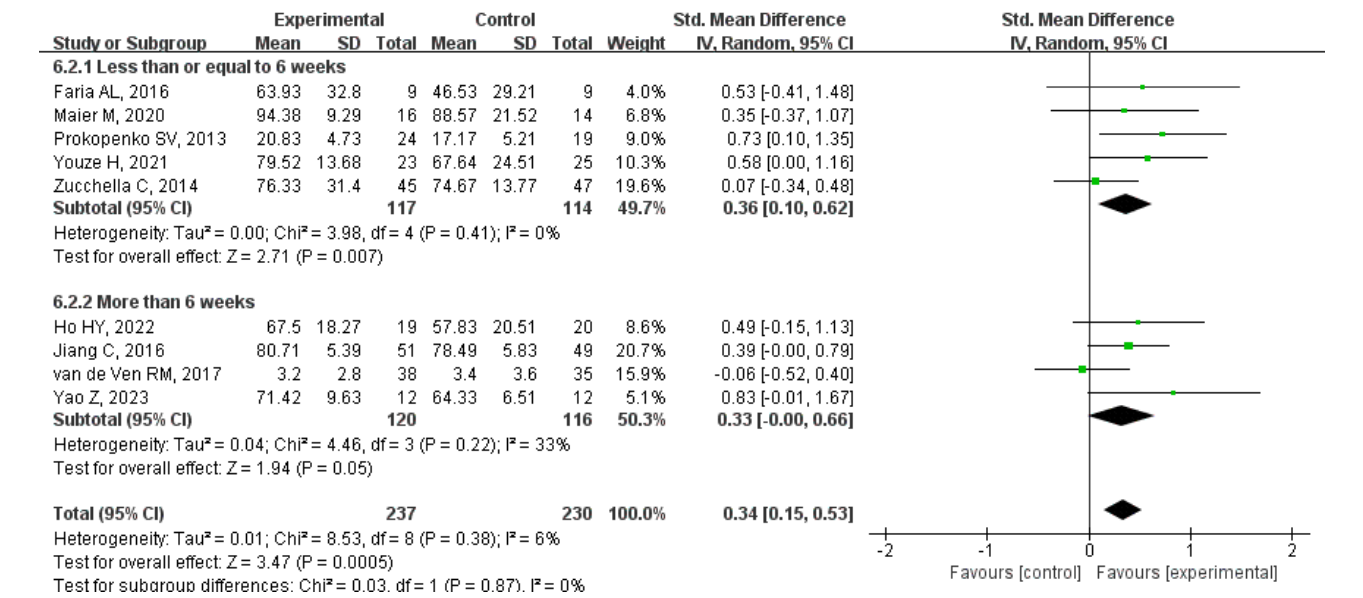 Experimental Control Std. Mean Difference Std. Mean Difference
Study or Subgroup Mean SD Total Mean SD Total Weight IV, Random, 95% CI IV, Random, 95% CI
6.2.1 Less than or equal to 6 weeks
Faria AL, 2016 63.93 32.8 9 46.53 29.21 9 4.0% 0.53 [-0.41, 1.48]
Maier M, 2020 94.38 9.29 16 88.57 21.52 14 6.8% 0.35 [-0.37, 1.07]
Prokopenko SV, 2013 20.83 4.73 24 17.17 5.21 19 9.0% 0.73 [0.10, 1.35]
Youze H, 2021 79.52 13.68 23 67.64 24.51 25 10.3% 0.58 [0.00, 1.16]
Zucchella C, 2014 76.33 31.4 45 74.67 13.77 47 19.6% 0.07 [-0.34, 0.48]
Subtotal (95% CI) 117 114 49.7% 0.36 [0.10, 0.62]
Heterogeneity: Tau² = 0.00; Chi² = 3.98, df = 4 (P = 0.41); I² = 0%
Test for overall effect: Z = 2.71 (P = 0.007)
6.2.2 More than 6 weeks
Ho HY, 2022 67.5 18.27 19 57.83 20.51 20 8.6% 0.49 [-0.15, 1.13]
Jiang C, 2016 80.71 5.39 51 78.49 5.83 49 20.7% 0.39 [-0.00, 0.79]
van de Ven RM, 2017 3.2 2.8 38 3.4 3.6 35 15.9% -0.06 [-0.52, 0.40]
Yao Z, 2023 71.42 9.63 12 64.33 6.51 12 5.1% 0.83 [-0.01, 1.67]
Subtotal (95% CI) 120 116 50.3% 0.33 [-0.00, 0.66]
Heterogeneity: Tau² = 0.04; Chi² = 4.46, df = 3 (P = 0.22); I² = 33%
Test for overall effect: Z = 1.94 (P = 0.05)
Total (95% CI) 237 230 100.0% 0.34 [0.15, 0.53]
Heterogeneity: Tau² = 0.01; Chi² = 8.53, df = 8 (P = 0.38); I² = 6%
Test for overall effect: Z = 3.47 (P = 0.0005)
Test for subgroup differences: Chi² = 0.03, df = 1 (P = 0.87), I² = 0%
-2 -1 0 1 2
Favours [control] Favours [experimental]